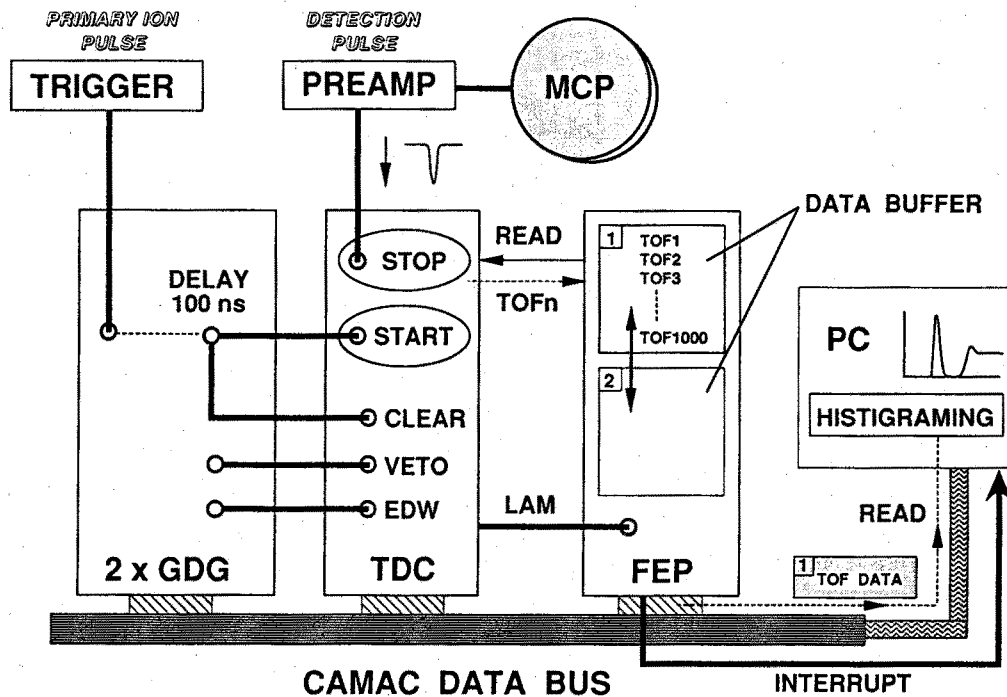 PRIMARY ION
PULSE
TRIGGER
DETECTION
PULSE
PREAMP
MCP
DATA BUFFER
DELAY
100 ns
STOP
START
CLEAR
VETO
EDW
READ
TOFn
LAM
1
TOF1
TOF2
TOF3
TOF1000
2
PC
HISTIGRAMING
READ
1
TOF DATA
2 x GDG
TDC
FEP
CAMAC DATA BUS
INTERRUPT